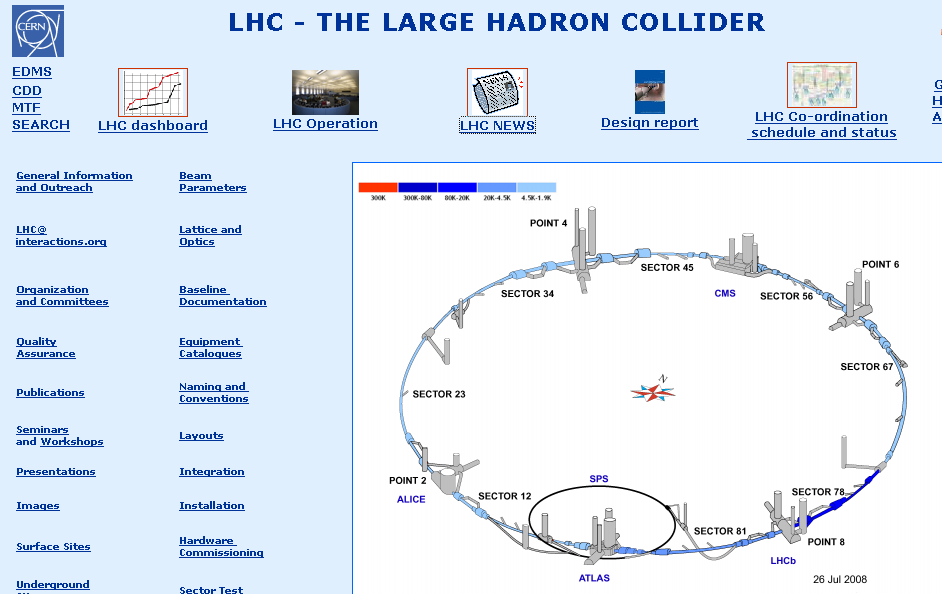 CERN
LHC - THE LARGE HADRON COLLIDER
EDMS
CDD
MTF
SEARCH
LHC dashboard
LHC Operation
NEWS
LHC NEWS
Design report
LHC Co-ordination
schedule and status
G
H
A
General Information
and Outreach
Beam
Parameters
LHC@
interactions.org
Lattice and
Optics
Organization
and Committees
Baseline
Documentation
Quality
Assurance
Equipment
Catalogues
Publications
Naming and
Conventions
Seminars
and Workshops
Layouts
Presentations
Integration
Images
Installation
Surface Sites
Hardware
Commissioning
Underground
Sector Test
300K
300K-80K
80K-20K
20K-4.5K
4.5K-1.9K
POINT 4
SECTOR 45
SECTOR 34
CMS
SECTOR 56
POINT 6
SECTOR 67
N
SECTOR 23
POINT 2
ALICE
SECTOR 12
SPS
SECTOR 78
SECTOR 81
POINT 8
LHCb
ATLAS
26 Jul 2008